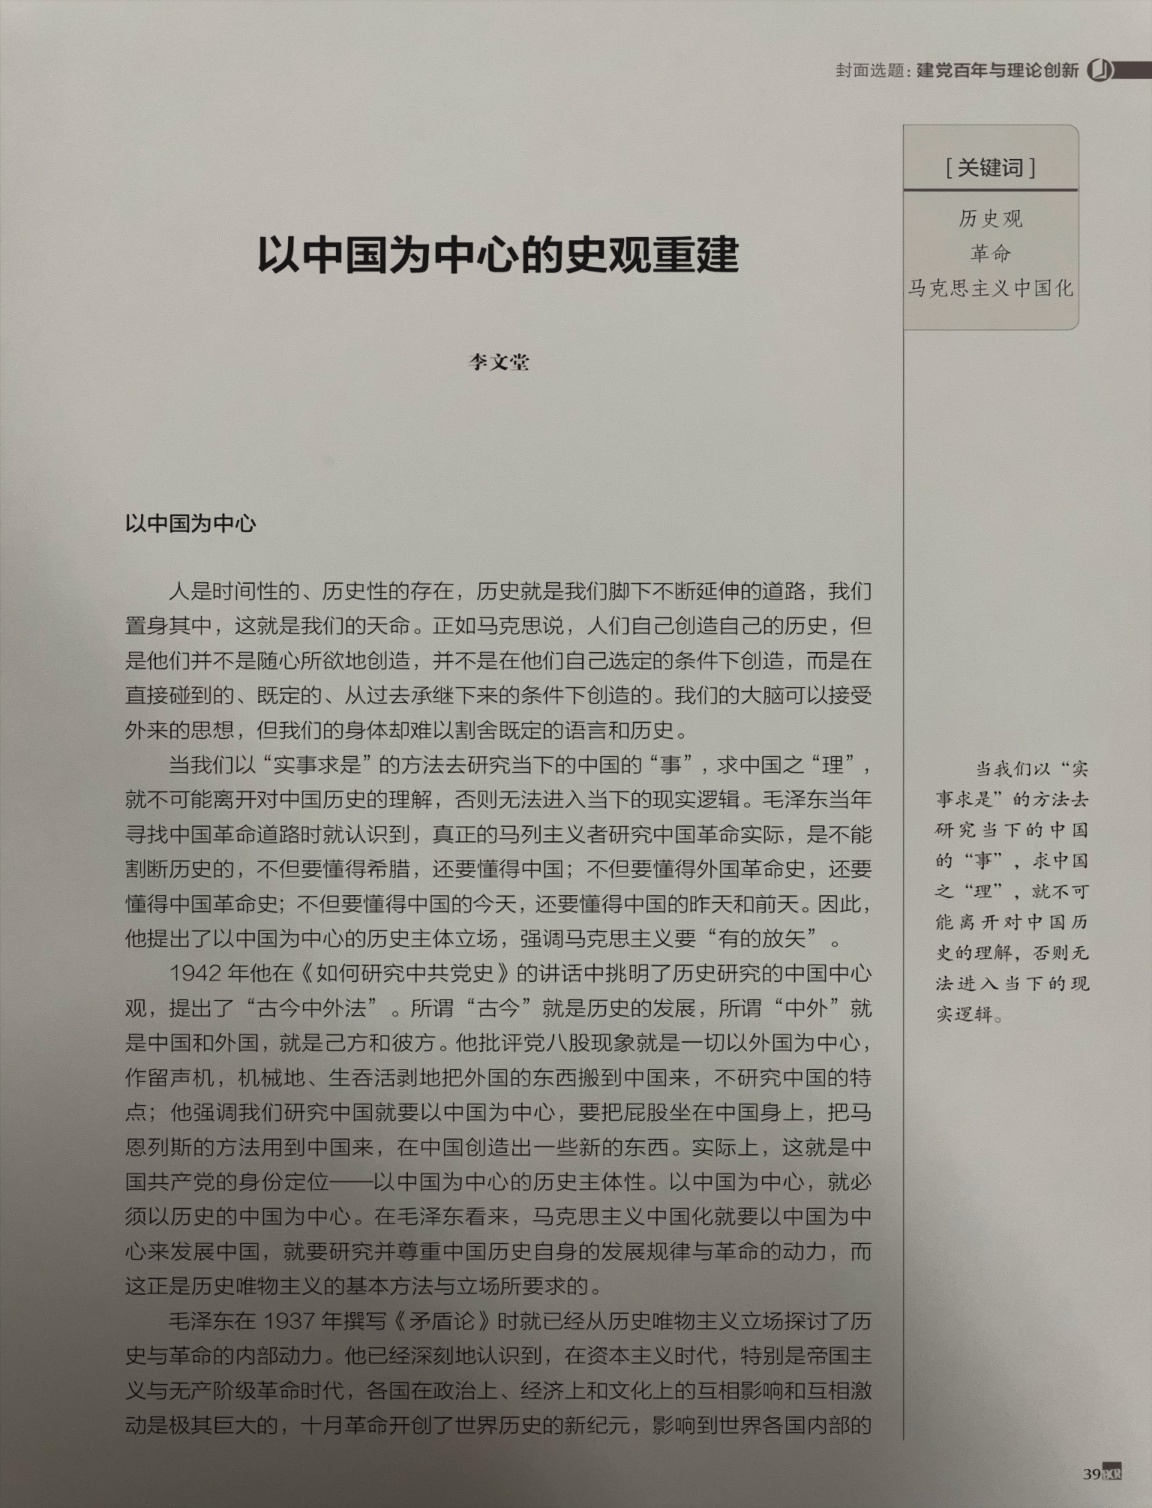 封面选题：建党百年与理论创新
[关键词]
历史观
革命
马克思主义中国化
以中国为中心的史观重建
李文堂
以中国为中心
人是时间性的、历史性的存在，历史就是我们脚下不断延伸的道路，我们
置身其中，这就是我们的天命。正如马克思说，人们自己创造自己的历史，但
是他们并不是随心所欲地创造，并不是在他们自己选定的条件下创造，而是在
直接碰到的、既定的、从过去承继下来的条件下创造的。我们的大脑可以接受
外来的思想，但我们的身体却难以割舍既定的语言和历史。
当我们以“实事求是”的方法去研究当下的中国的“事”，求中国之“理”，
就不可能离开对中国历史的理解，否则无法进入当下的现实逻辑。毛泽东当年
寻找中国革命道路时就认识到，真正的马列主义者研究中国革命实际，是不能
割断历史的，不但要懂得希腊，还要懂得中国；不但要懂得外国革命史，还要
懂得中国革命史；不但要懂得中国的今天，还要懂得中国的昨天和前天。因此，
他提出了以中国为中心的历史主体立场，强调马克思主义要“有的放矢”。
1942年他在《如何研究中共党史》的讲话中挑明了历史研究的中国中心
观，提出了“古今中外法”。所谓“古今”就是历史的发展，所谓“中外”就
是中国和外国，就是己方和彼方。他批评党八股现象就是一切以外国为中心，
作留声机，机械地、生吞活剥地把外国的东西搬到中国来，不研究中国的特
点；他强调我们研究中国就要以中国为中心，要把屁股坐在中国身上，把马
恩列斯的方法用到中国来，在中国创造出一些新的东西。实际上，这就是中
国共产党的身份定位——以中国为中心的历史主体性。以中国为中心，就必
须以历史的中国为中心。在毛泽东看来，马克思主义中国化就要以中国为中
心来发展中国，就要研究并尊重中国历史自身的发展规律与革命的动力，而
这正是历史唯物主义的基本方法与立场所要求的。
毛泽东在1937年撰写《矛盾论》时就已经从历史唯物主义立场探讨了历
史与革命的内部动力。他已经深刻地认识到，在资本主义时代，特别是帝国主
义与无产阶级革命时代，各国在政治上、经济上和文化上的互相影响和互相激
动是极其巨大的，十月革命开创了世界历史的新纪元，影响到世界各国内部的
当我们以“实
事求是”的方法去
研究当下的中国
的“事”，求中国
之“理”，就不可
能离开对中国历
史的理解，否则无
法进入当下的现
实逻辑。
39